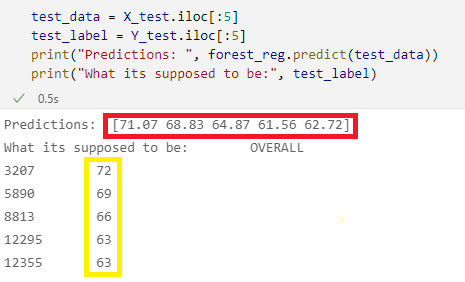 test_data = X_test.iloc[:5]
test_label = Y_test.iloc[:5]
print("Predictions: ", forest_reg.predict(test_data))
print("What its supposed to be:", test_label)
0.5s
Predictions:  [71.07 68.83 64.87 61.56 62.72]
What its supposed to be:        OVERALL
3207       72
5890       69
8813       66
12295      63
12355      63